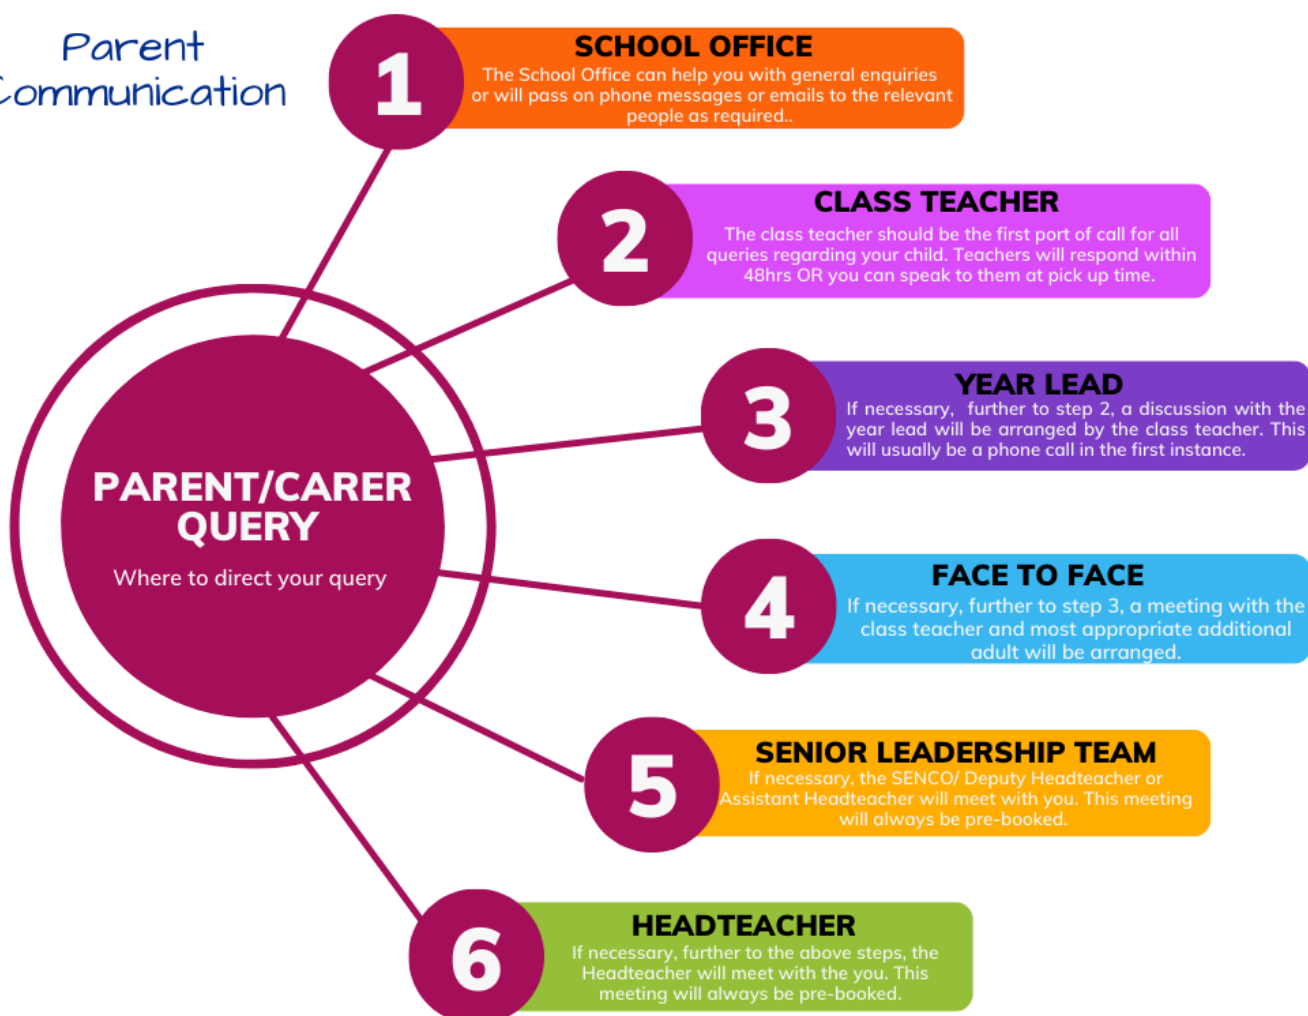 Parent
Communication
1
SCHOOL OFFICE
The School Office can help you with general enquiries
or will pass on phone messages or emails to the relevant
people as required..
2
CLASS TEACHER
The class teacher should be the first port of call for all
queries regarding your child. Teachers will respond within
48hrs OR you can speak to them at pick up time.
3
YEAR LEAD
If necessary, further to step 2, a discussion with the
year lead will be arranged by the class teacher. This
will usually be a phone call in the first instance.
PARENT/CARER
QUERY
Where to direct your query
4
FACE TO FACE
If necessary, further to step 3, a meeting with the
class teacher and most appropriate additional
adult will be arranged.
5
SENIOR LEADERSHIP TEAM
If necessary, the SENCO/ Deputy Headteacher or
Assistant Headteacher will meet with you. This meeting
will always be pre-booked.
6
HEADTEACHER
If necessary, further to the above steps, the
Headteacher will meet with the you. This
meeting will always be pre-booked.